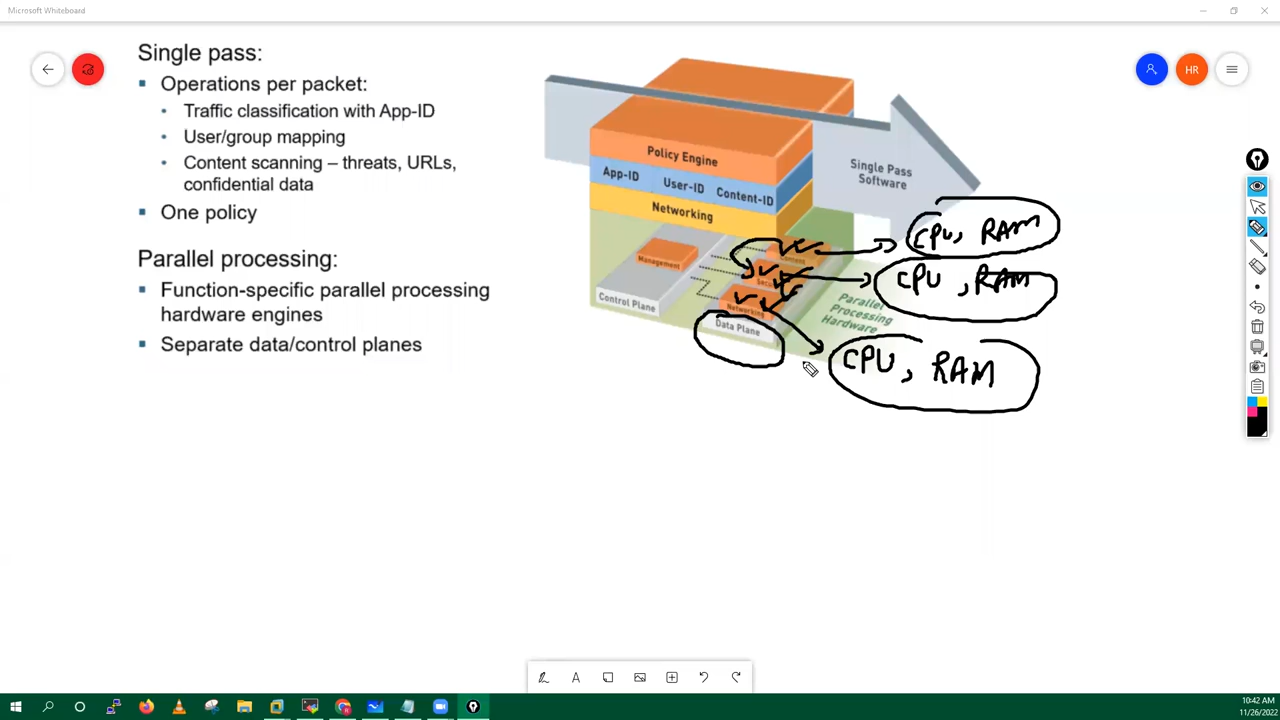 Microsoft Whiteboard
HR
Single pass:
Operations per packet:
Traffic classification with App-ID
User/group mapping
Content scanning – threats, URLs,
confidential data
One policy
Parallel processing:
Function-specific parallel processing
hardware engines
Separate data/control planes
Policy Engine
App-ID
User-ID
Content-ID
Networking
Single Pass
Software
Management
Control Plane
Content
Networking
Data Plane
Parallel
Processing
Hardware
CPU, RAM
CPU, RAM
CPU, RAM
10:42 AM
11/26/2022